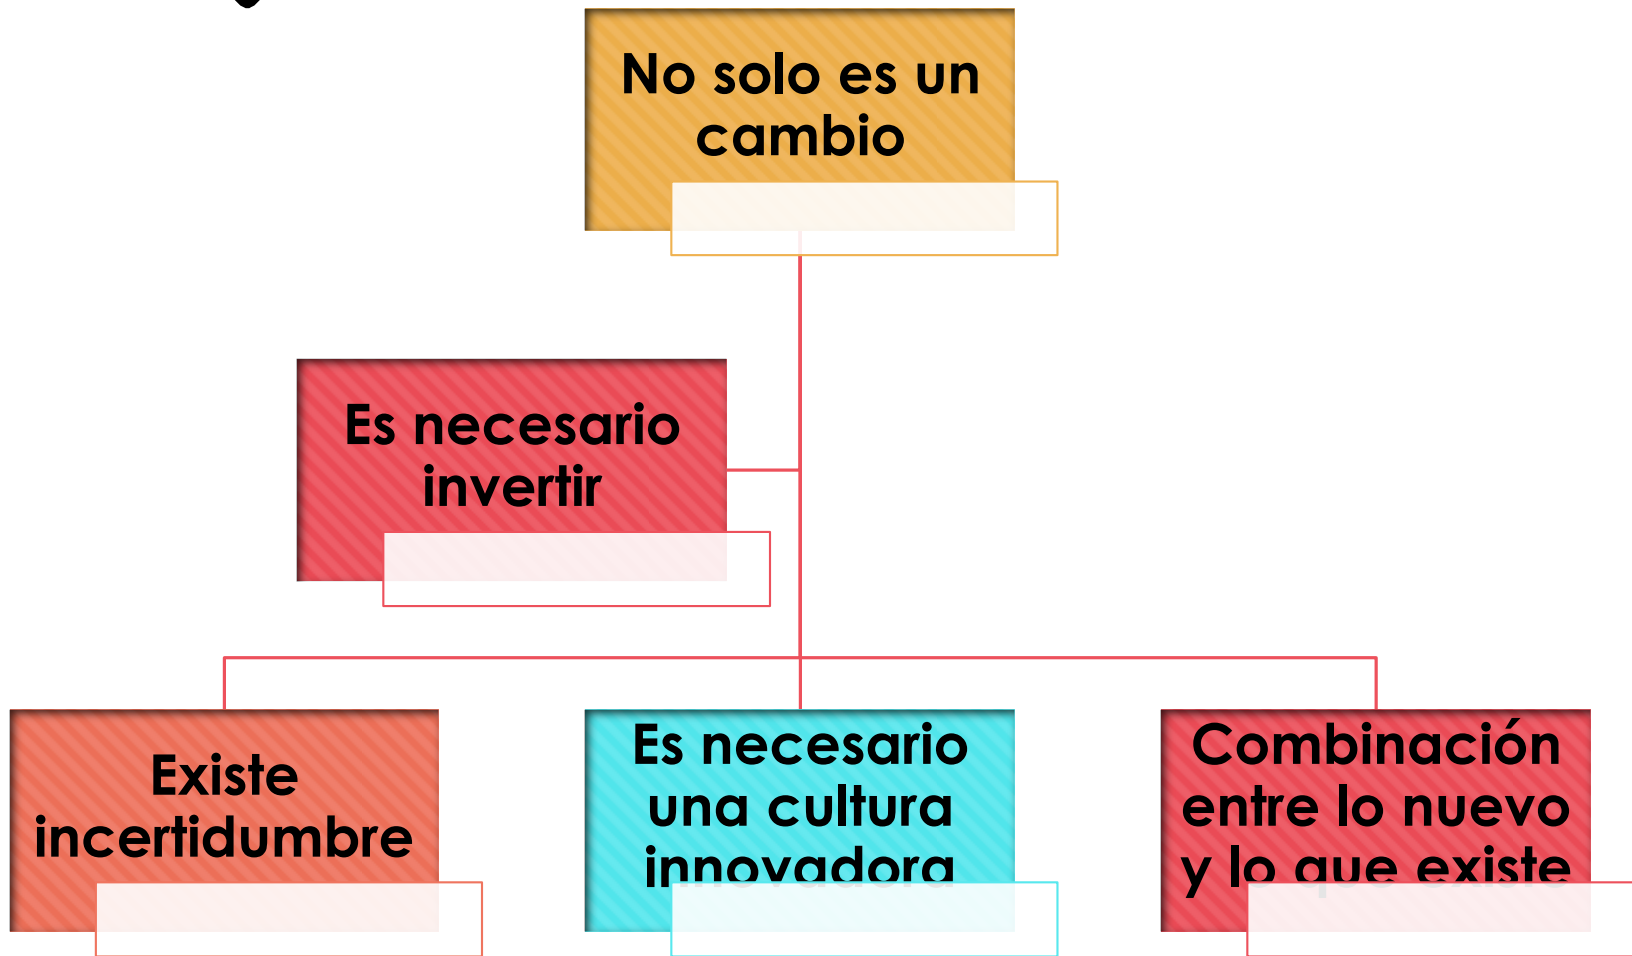 No solo es un
cambio
Es necesario
invertir
Existe
incertidumbre
Es necesario
una cultura
innovadora
Combinación
entre lo nuevo
y lo que existe